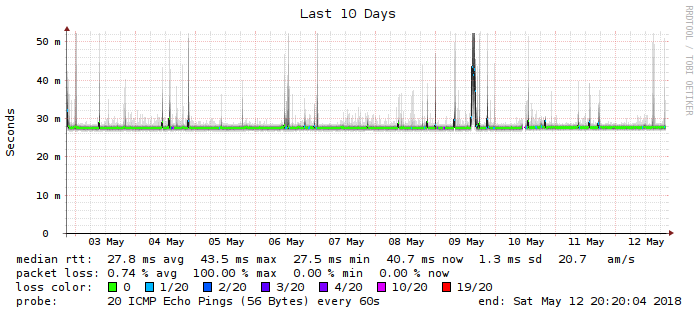 Last 10 Days
RRDTOOL / TOBI OETIKER
Seconds
50 m
40 m
30 m
20 m
10 m
0
03 May 04 May 05 May 06 May 07 May 08 May 09 May 10 May 11 May 12 May
median rtt: 27.8 ms avg 43.5 ms max 27.5 ms min 40.7 ms now 1.3 ms sd 20.7 am/s
packet loss: 0.74 % avg 100.00 % max 0.00 % min 0.00 % now
loss color: 0 1/20 2/20 3/20 4/20 10/20 19/20
probe: 20 ICMP Echo Pings (56 Bytes) every 60s end: Sat May 12 20:20:04 2018